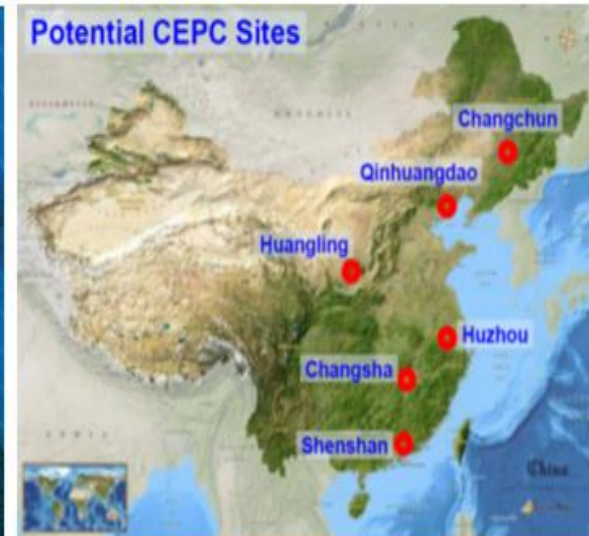 Potential CEPC Sites
Changchun
Qinhuangdao
Huangling
Huzhou
Changsha
Shenshan
China